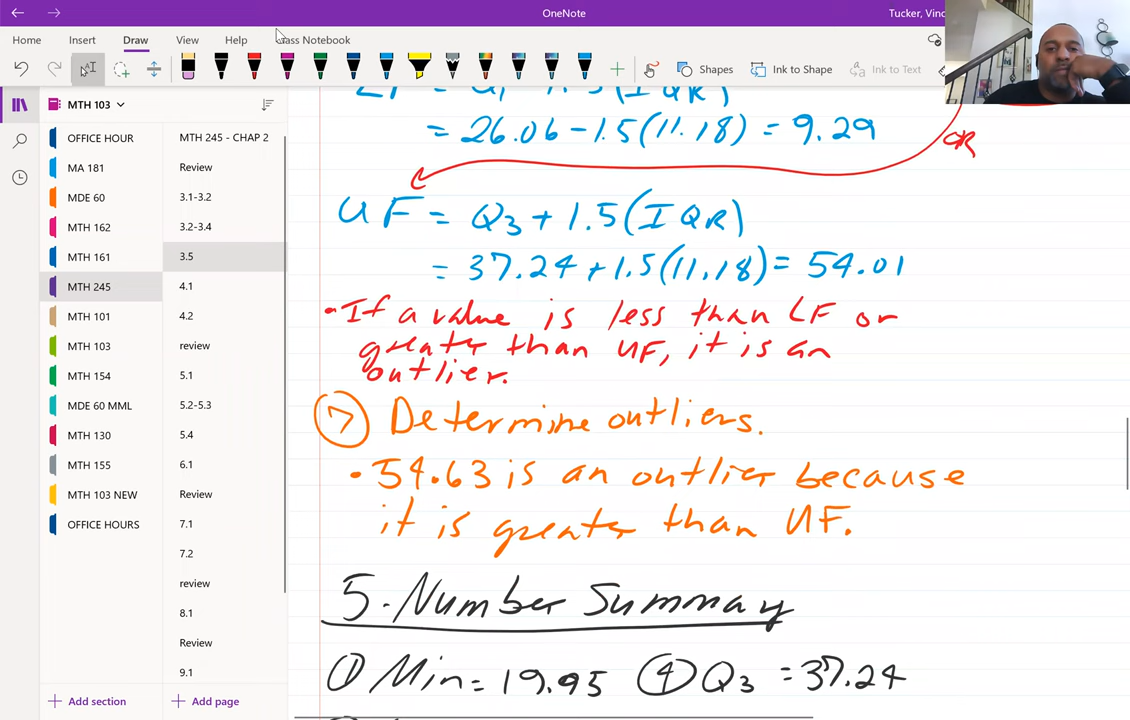 OneNote
Tucker, Vinc
Home
Insert
Draw
View
Help
Class Notebook
Shapes
Ink to Shape
Ink to Text
MTH 103
OFFICE HOUR
MA 181
MDE 60
MTH 162
MTH 161
MTH 245
MTH 101
MTH 103
MTH 154
MDE 60 MML
MTH 130
MTH 155
MTH 103 NEW
OFFICE HOURS
Add section
MTH 245 - CHAP 2
Review
3.1-3.2
3.2-3.4
3.5
4.1
4.2
review
5.1
5.2-5.3
5.4
6.1
Review
7.1
7.2
review
8.1
Review
9.1
Add page
= 26.06 - 1.5(11.18) = 9.29
OR
UF = Q3 + 1.5(IQR)
= 37.24 + 1.5(11.18) = 54.01
• If a value is less than LF or
greater than UF, it is an
outlier.
7 Determine outliers.
• 54.63 is an outlier because
it is greater than UF.
5-Number Summary
1 Min = 19.95 4 Q3 = 37.24